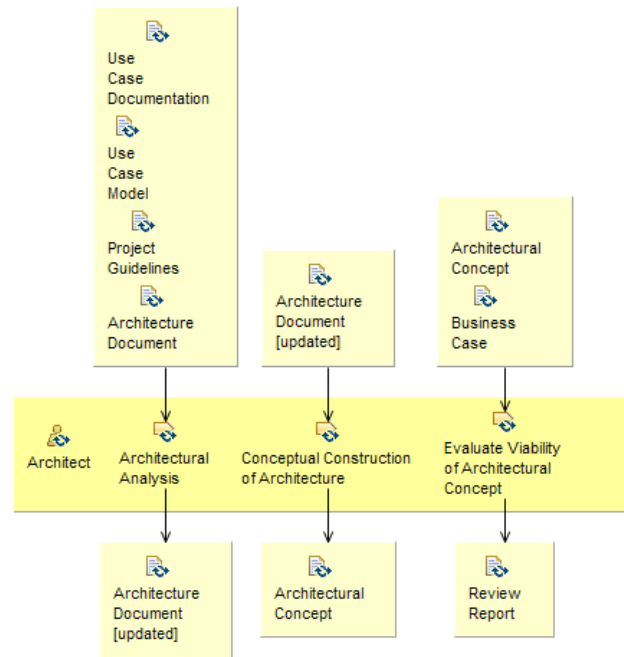 Use
Case
Documentation
Use
Case
Model
Project
Guidelines
Architecture
Document
Architecture
Document
[updated]
Architectural
Concept
Business
Case
Architect
Architectural
Analysis
Conceptual Construction
of Architecture
Evaluate Viability
of Architectural
Concept
Architecture
Document
[updated]
Architectural
Concept
Review
Report